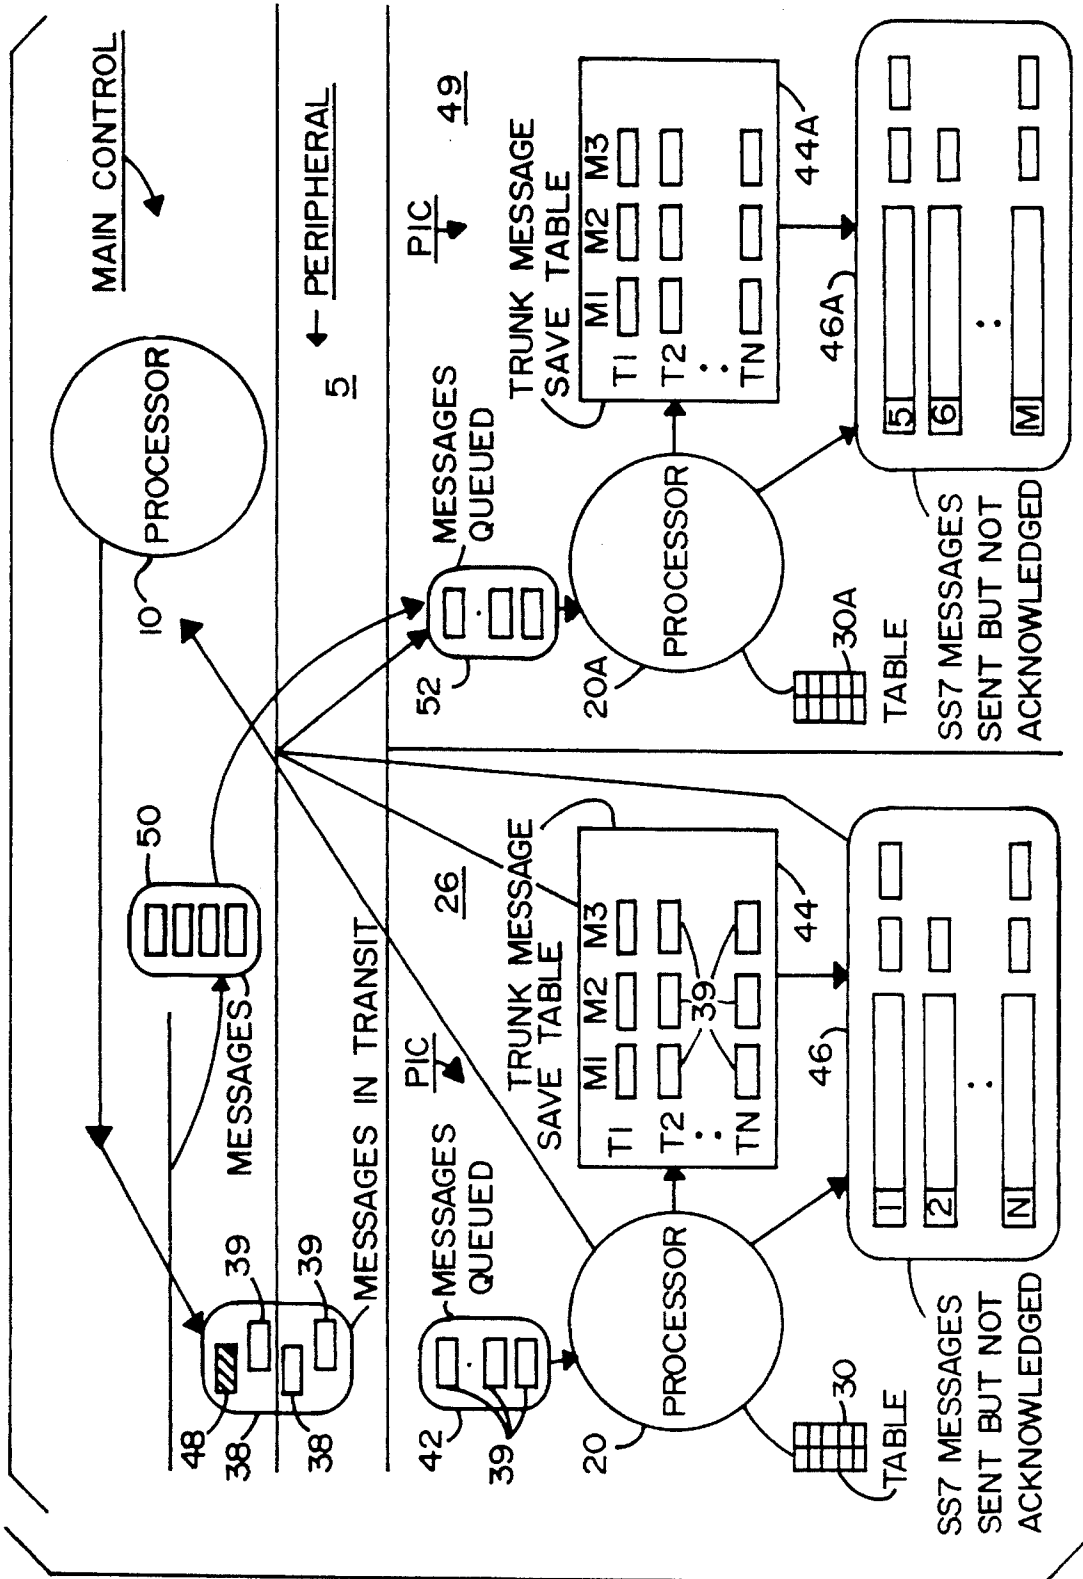 MAIN CONTROL
10
PROCESSOR
50
MESSAGES
48
38
39
38
39
MESSAGES IN TRANSIT
← PERIPHERAL
5
PIC
26
MESSAGES
QUEUED
42
39
20
PROCESSOR
30
TABLE
TRUNK MESSAGE
SAVE TABLE
M1 M2 M3
T1
T2
:
TN
39
44
46
1
2
:
N
SS7 MESSAGES
SENT BUT NOT
ACKNOWLEDGED
PIC
49
MESSAGES
QUEUED
52
20A
PROCESSOR
30A
TABLE
TRUNK MESSAGE
SAVE TABLE
M1 M2 M3
T1
T2
:
TN
44A
46A
5
6
:
M
SS7 MESSAGES
SENT BUT NOT
ACKNOWLEDGED